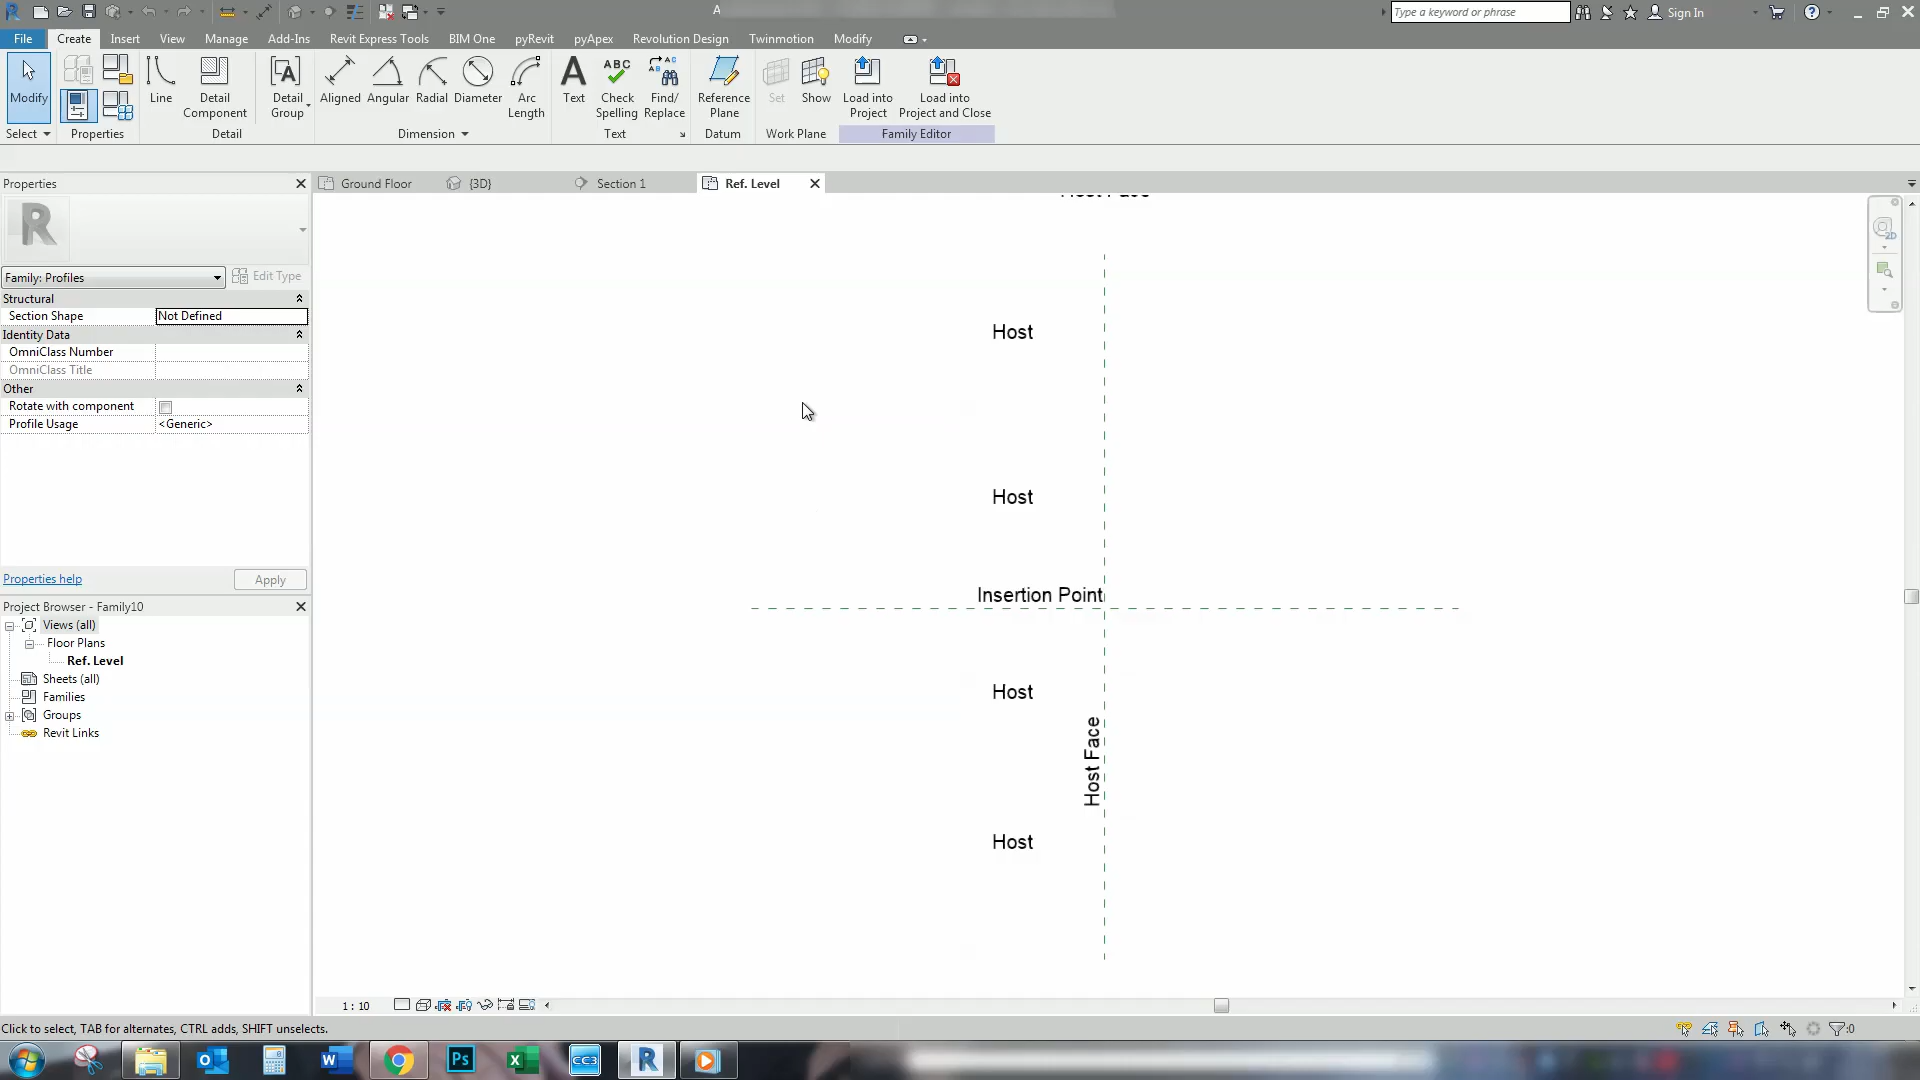 A
Type a keyword or phrase
Sign In
File
Create
Insert
View
Manage
Add-Ins
Revit Express Tools
BIM One
pyRevit
pyApex
Revolution Design
Twinmotion
Modify
Modify
Line
Detail
Component
Detail
Group
Aligned
Angular
Radial
Diameter
Arc
Length
Text
ABC
Check
Spelling
Find/
Replace
Reference
Plane
Set
Show
Load into
Project
Load into
Project and Close
Select
Properties
Detail
Dimension
Text
Datum
Work Plane
Family Editor
Properties
Ground Floor
{3D}
Section 1
Ref. Level
Family: Profiles
Edit Type
Structural
Section Shape
Not Defined
Identity Data
OmniClass Number
OmniClass Title
Other
Rotate with component
Profile Usage
<Generic>
Properties help
Apply
Project Browser - Family10
Views (all)
Floor Plans
Ref. Level
Sheets (all)
Families
Groups
Revit Links
Host Face
Host
Host
Insertion Point
Host
Host Face
Host
2D
1 : 10
Click to select, TAB for alternates, CTRL adds, SHIFT unselects.
:0
Ps
CC3